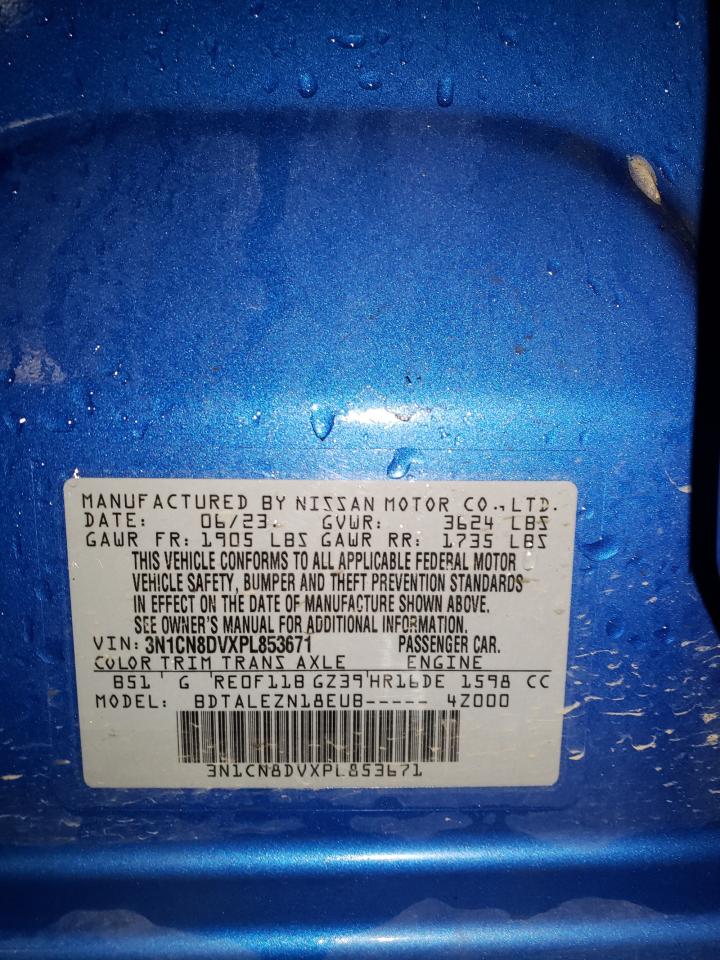 MANUFACTURED BY NISSAN MOTOR CO., LTD.
DATE: 06/23 GVWR: 3624 LBS
GAWR FR: 1905 LBS GAWR RR: 1735 LBS
THIS VEHICLE CONFORMS TO ALL APPLICABLE FEDERAL MOTOR
VEHICLE SAFETY, BUMPER AND THEFT PREVENTION STANDARDS
IN EFFECT ON THE DATE OF MANUFACTURE SHOWN ABOVE.
SEE OWNER'S MANUAL FOR ADDITIONAL INFORMATION.
VIN: 3N1CN8DVXPL853671 PASSENGER CAR.
COLOR TRIM TRANS AXLE ENGINE
B51 G RE0F11B GZ39 HR16DE 1598 CC
MODEL: BDTALEZN18EUB----- 4Z000
3N1CN8DVXPL853671